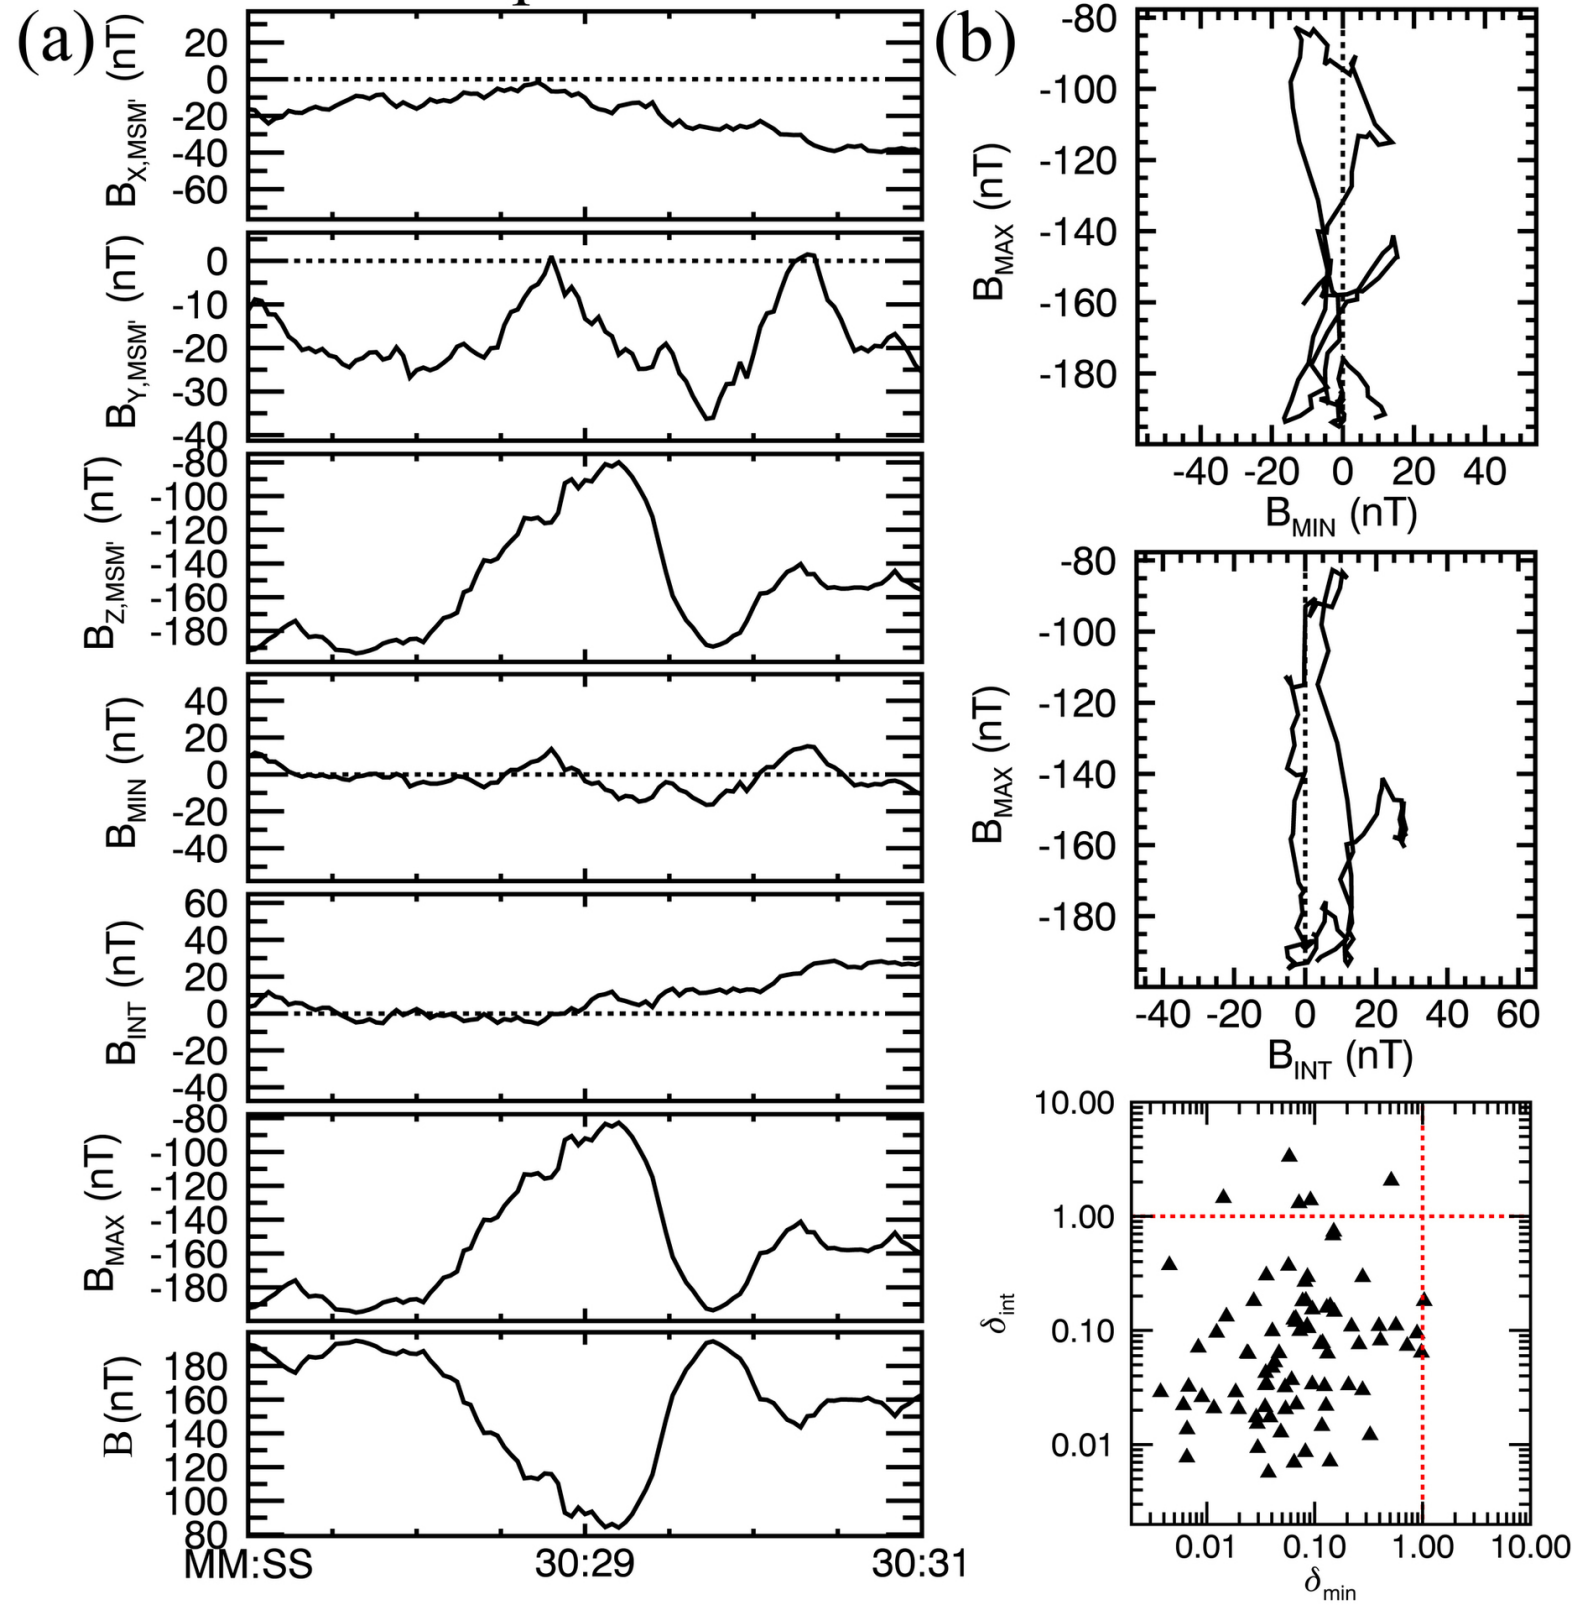 (a)
B_X,MSM' (nT)
20
0
-20
-40
-60
B_Y,MSM' (nT)
0
-10
-20
-30
-40
B_Z,MSM' (nT)
-80
-100
-120
-140
-160
-180
B_MIN (nT)
40
20
0
-20
-40
B_INT (nT)
60
40
20
0
-20
-40
B_MAX (nT)
-80
-100
-120
-140
-160
-180
B (nT)
180
160
140
120
100
80
MM:SS 30:29 30:31
(b)
B_MAX (nT)
-80
-100
-120
-140
-160
-180
-40 -20 0 20 40
B_MIN (nT)
B_MAX (nT)
-80
-100
-120
-140
-160
-180
-40 -20 0 20 40 60
B_INT (nT)
δ_int
10.00
1.00
0.10
0.01
0.01 0.10 1.00 10.00
δ_min